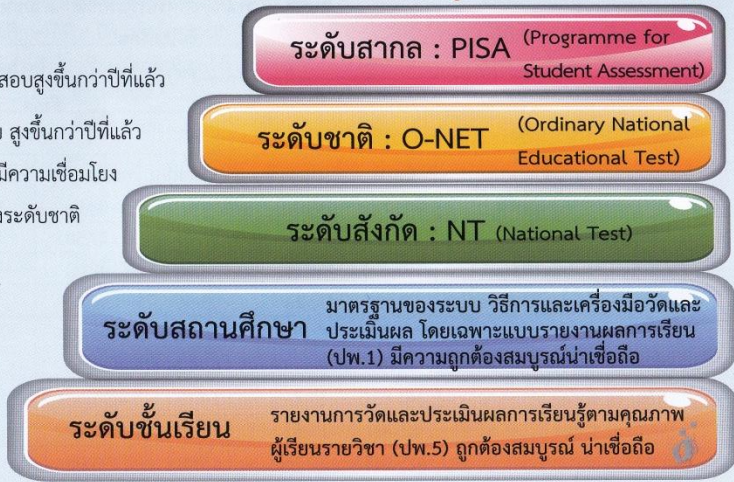 สอบสูงขึ้นกว่าปีที่แล้ว
สูงขึ้นกว่าปีที่แล้ว
มีความเชื่อมโยง
ระดับชาติ
ระดับสากล : PISA (Programme for
Student Assessment)
ระดับชาติ : O-NET (Ordinary National
Educational Test)
ระดับสังกัด : NT (National Test)
ระดับสถานศึกษา
มาตรฐานของระบบ วิธีการและเครื่องมือวัดและ
ประเมินผล โดยเฉพาะแบบรายงานผลการเรียน
(ปพ.1) มีความถูกต้องสมบูรณ์น่าเชื่อถือ
ระดับชั้นเรียน
รายงานการวัดและประเมินผลการเรียนรู้ตามคุณภาพ
ผู้เรียนรายวิชา (ปพ.5) ถูกต้องสมบูรณ์ น่าเชื่อถือ